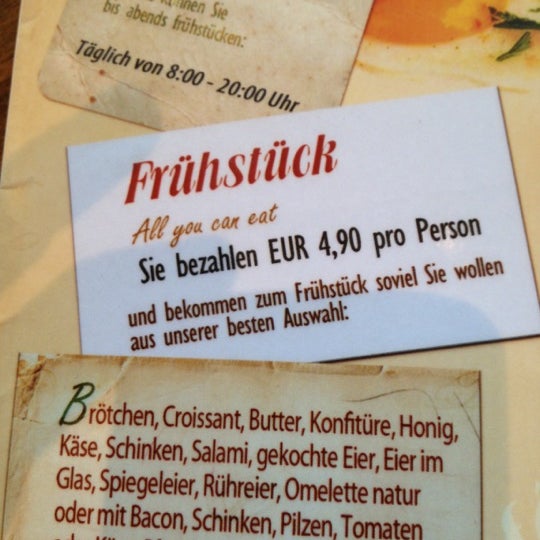 können Sie
bis abends frühstücken:
Täglich von 8:00 - 20:00 Uhr
Frühstück
All you can eat
Sie bezahlen EUR 4,90 pro Person
und bekommen zum Frühstück soviel Sie wollen
aus unserer besten Auswahl:
Brötchen, Croissant, Butter, Konfitüre, Honig,
Käse, Schinken, Salami, gekochte Eier, Eier im
Glas, Spiegeleier, Rühreier, Omelette natur
oder mit Bacon, Schinken, Pilzen, Tomaten